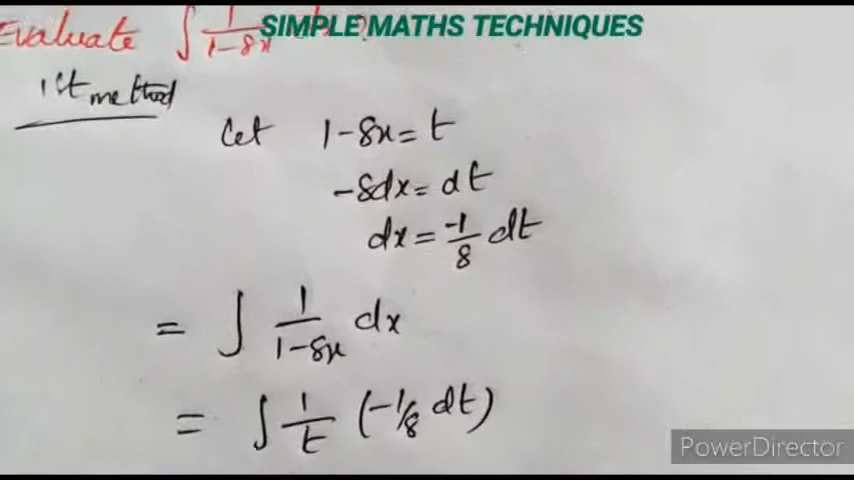 SIMPLE MATHS TECHNIQUES
Evaluate ∫ 1/(1-8x)
1st method
Let 1-8x = t
-8dx = dt
dx = -1/8 dt
= ∫ 1/(1-8x) dx
= ∫ 1/t (-1/8 dt)
PowerDirector